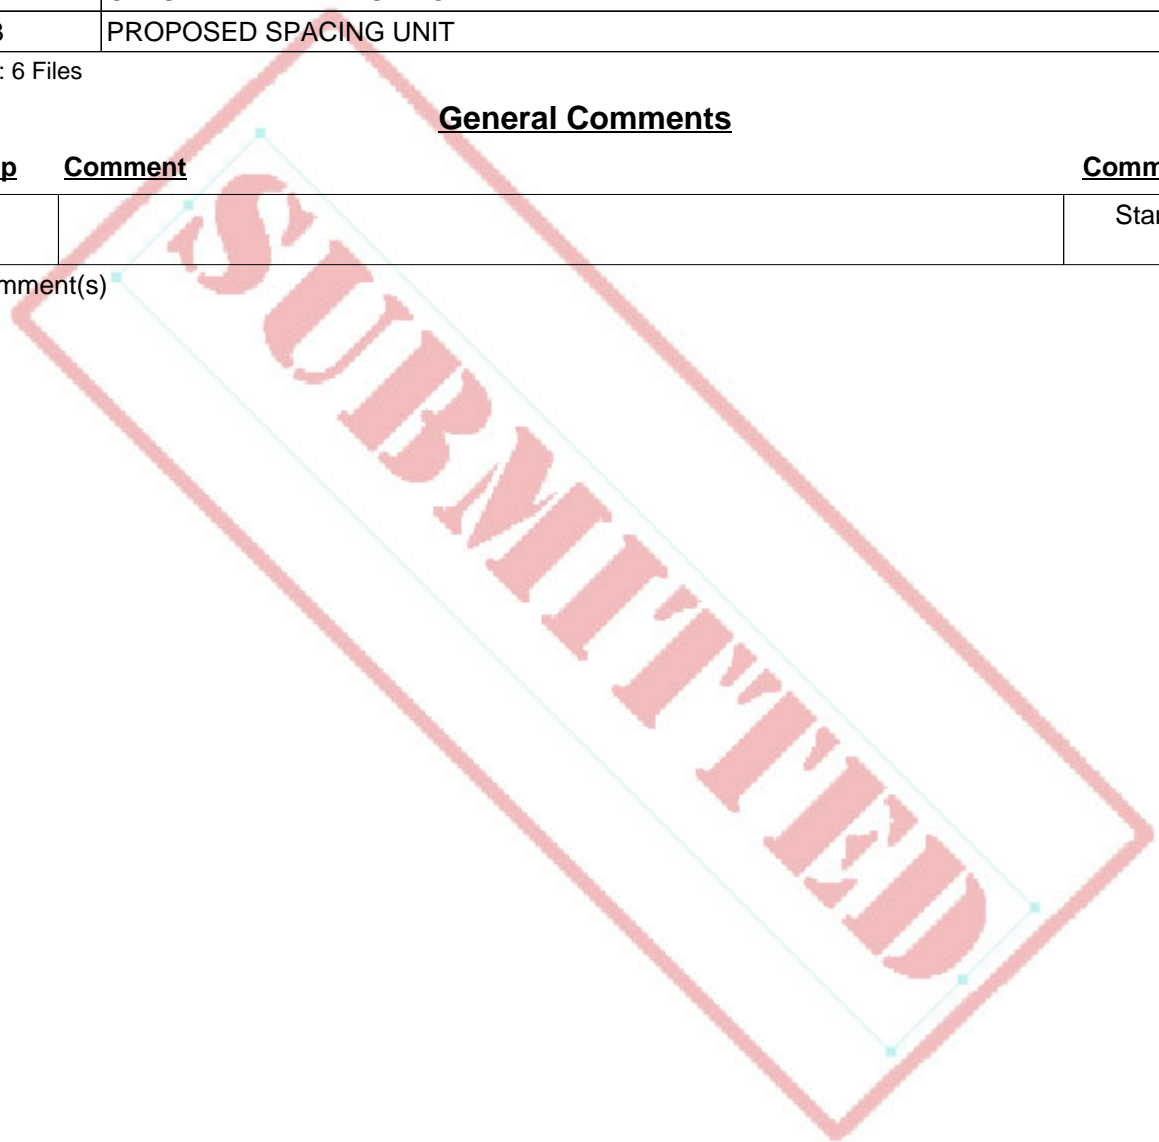 PROPOSED SPACING UNIT
: 6 Files
General Comments
Comment
mment(s)
SUBMITTED